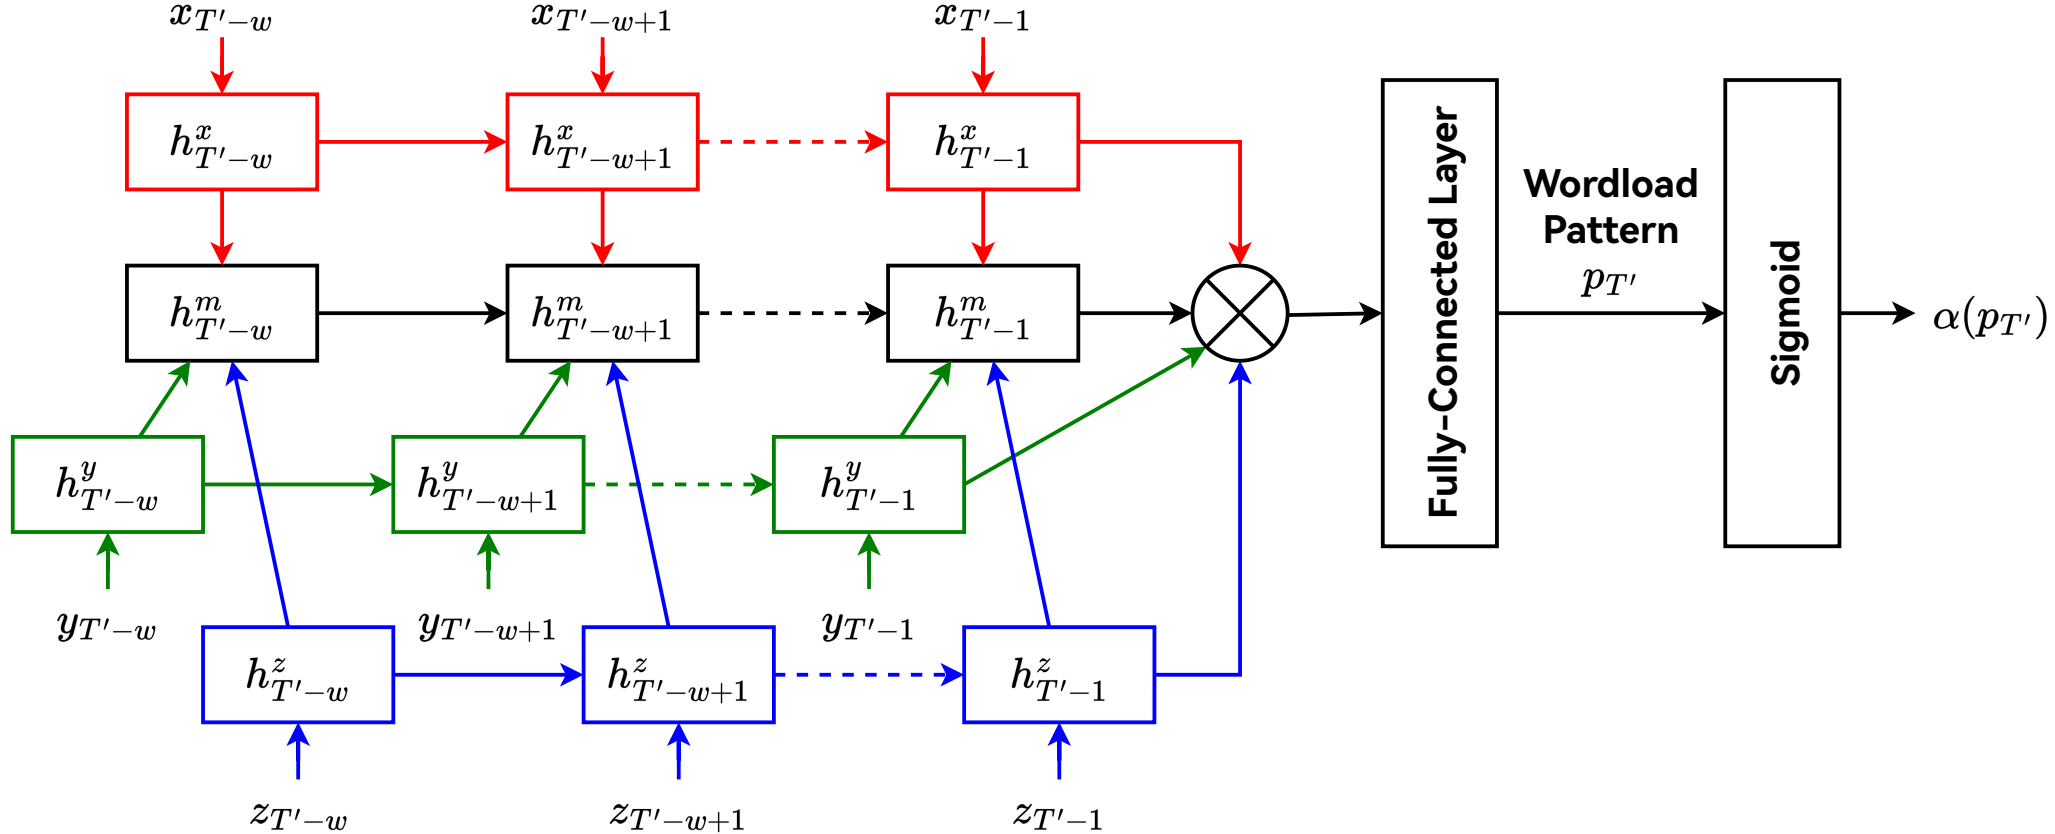 x_{T'-w} x_{T'-w+1} x_{T'-1}
h^x_{T'-w} h^x_{T'-w+1} h^x_{T'-1}
h^m_{T'-w} h^m_{T'-w+1} h^m_{T'-1}
h^y_{T'-w} h^y_{T'-w+1} h^y_{T'-1}
y_{T'-w} y_{T'-w+1} y_{T'-1}
h^z_{T'-w} h^z_{T'-w+1} h^z_{T'-1}
z_{T'-w} z_{T'-w+1} z_{T'-1}
Fully-Connected Layer
Wordload
Pattern
p_{T'}
Sigmoid
α(p_{T'})